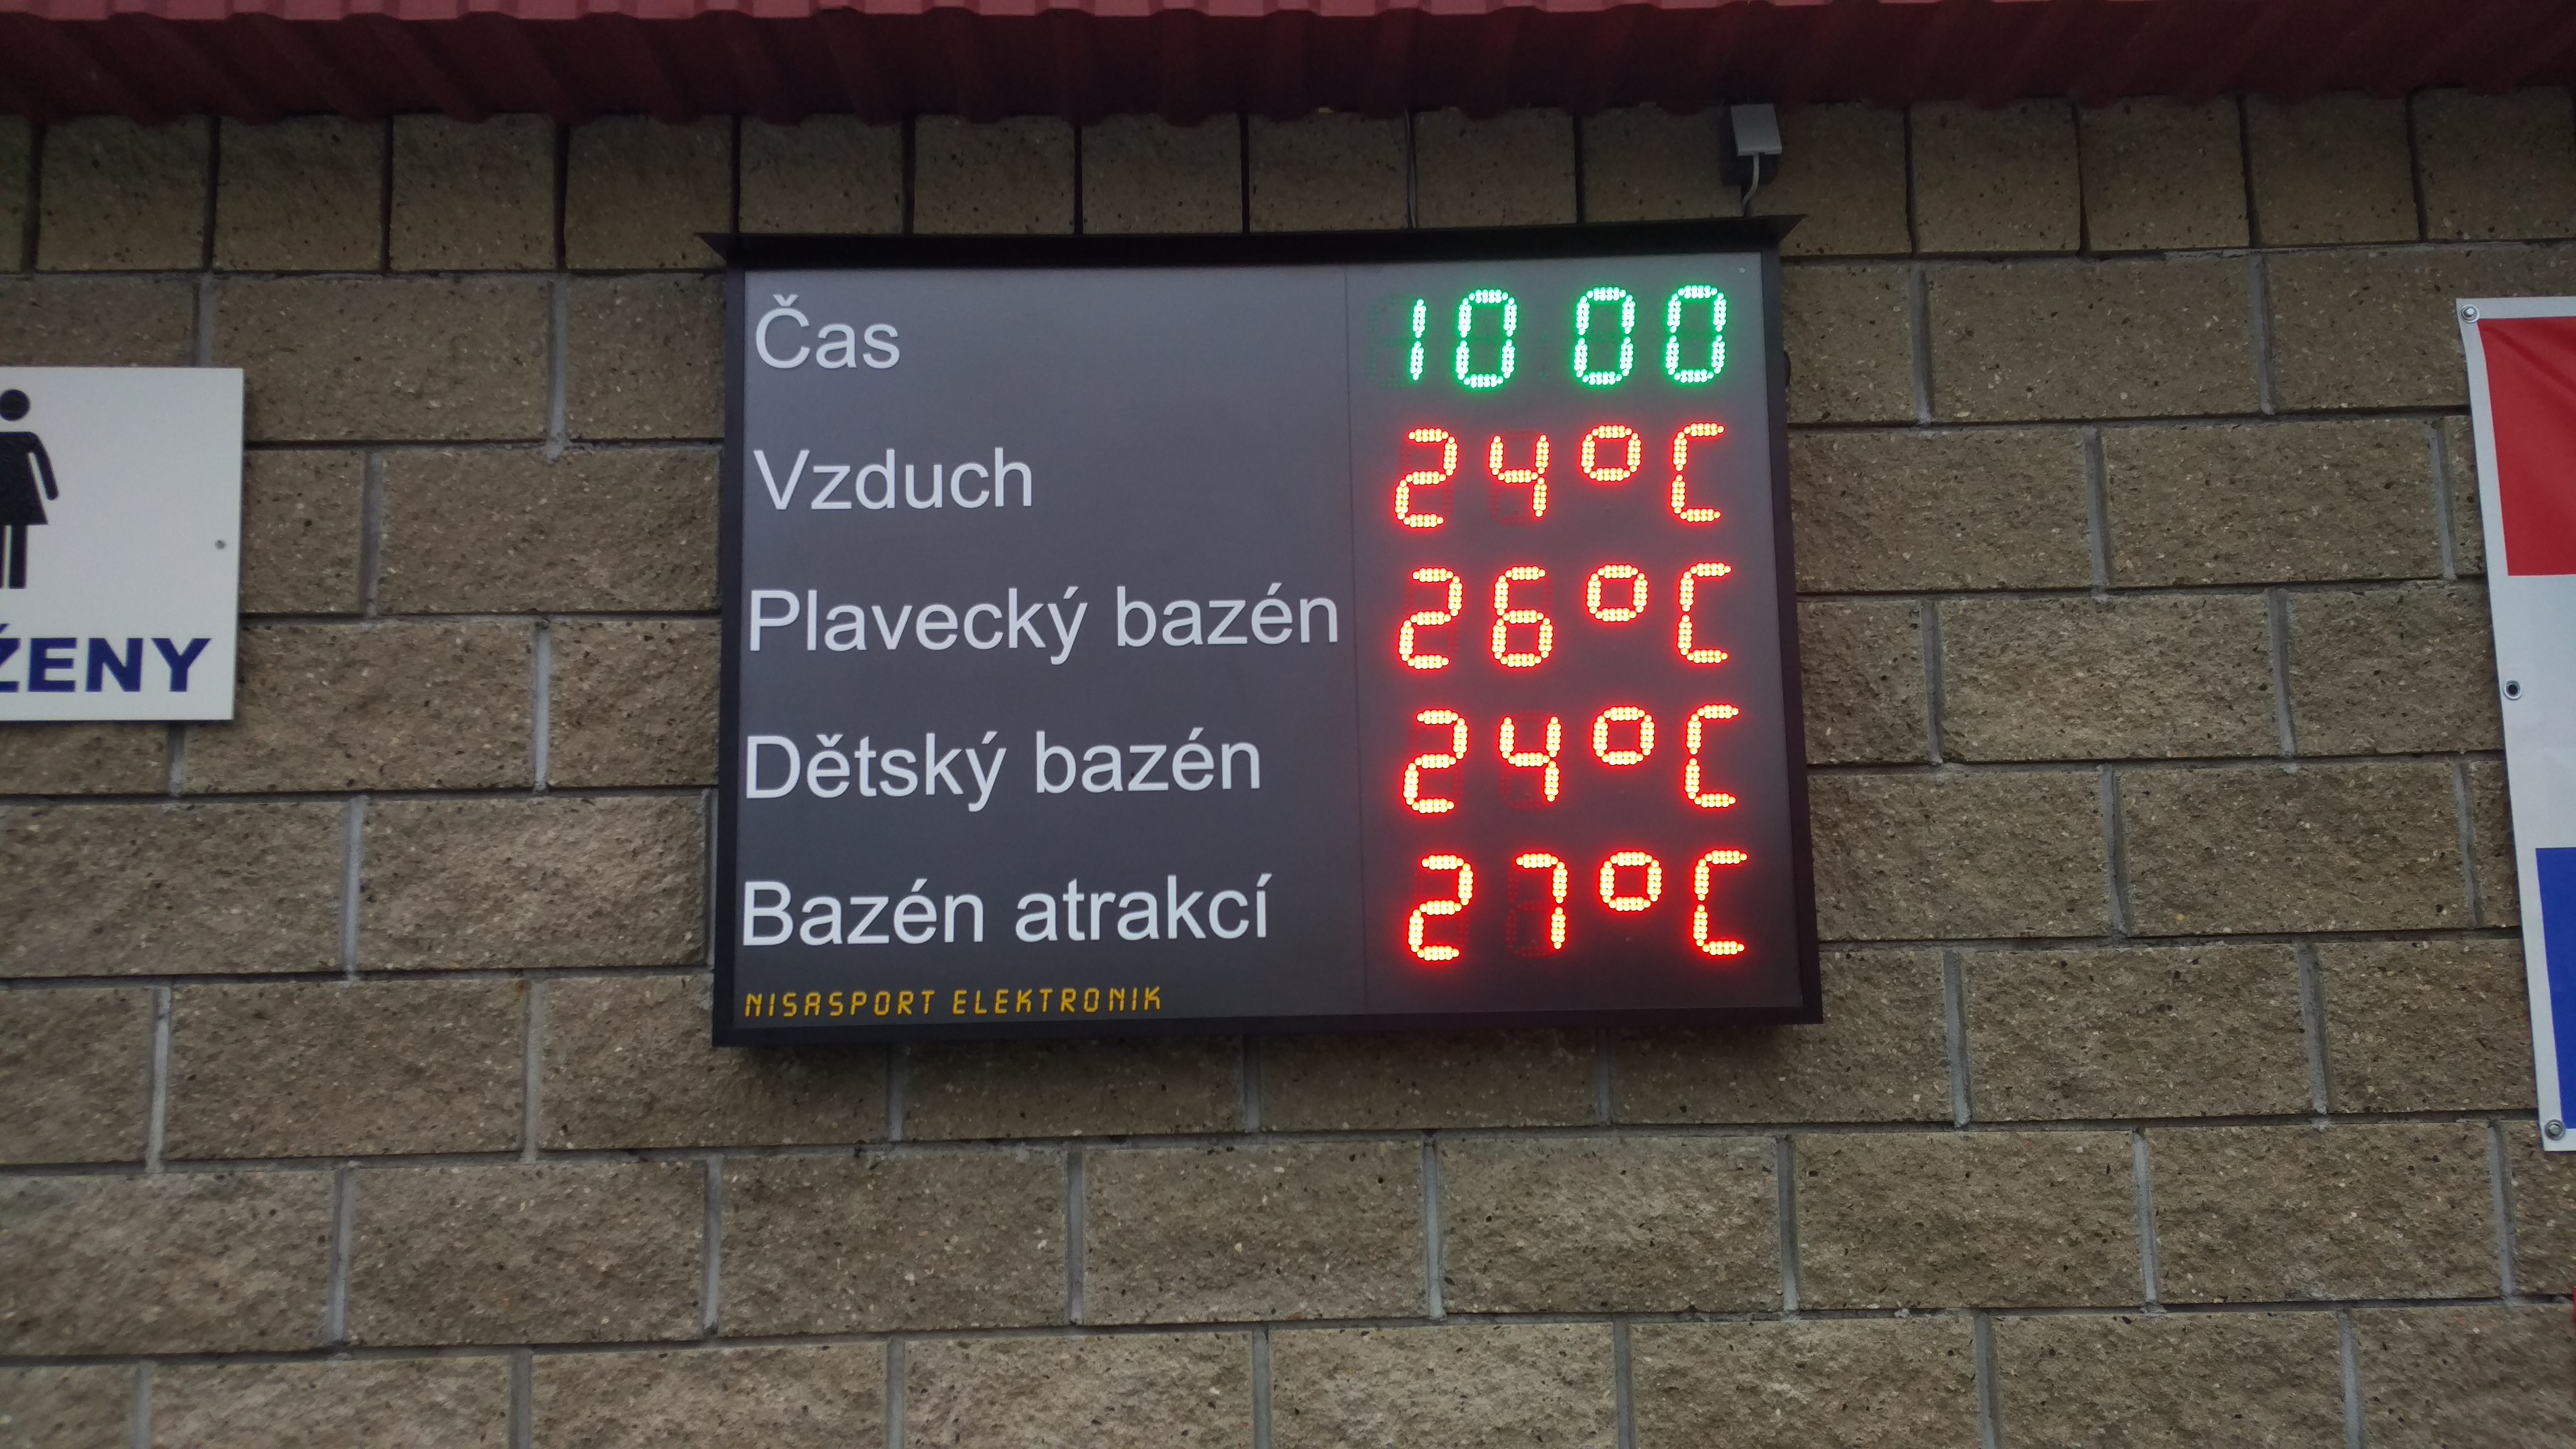 Čas 10 00
Vzduch 24°C
Plavecký bazén 26°C
Dětský bazén 24°C
Bazén atrakcí 27°C
NISASPORT ELEKTRONIK
ŽENY